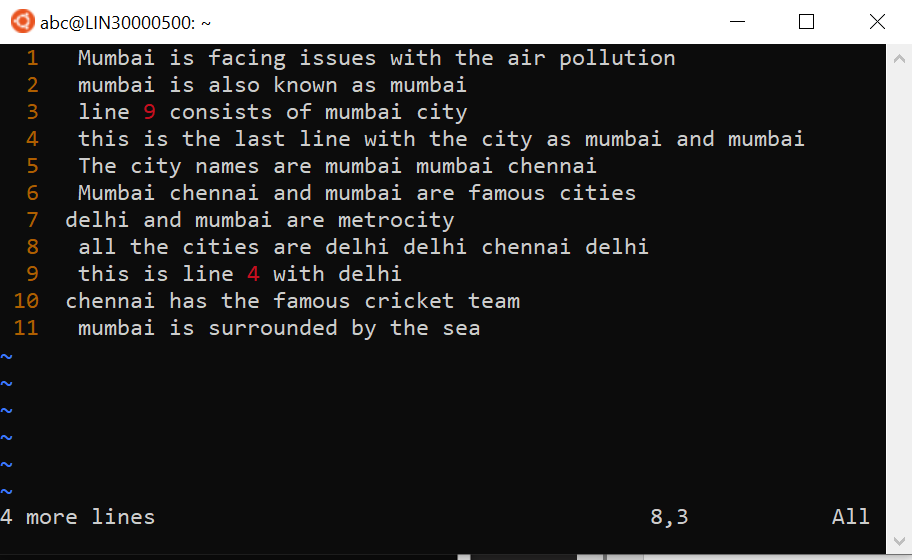 abc@LIN30000500: ~
1 Mumbai is facing issues with the air pollution
2 mumbai is also known as mumbai
3 line 9 consists of mumbai city
4 this is the last line with the city as mumbai and mumbai
5 The city names are mumbai mumbai chennai
6 Mumbai chennai and mumbai are famous cities
7 delhi and mumbai are metrocity
8 all the cities are delhi delhi chennai delhi
9 this is line 4 with delhi
10 chennai has the famous cricket team
11 mumbai is surrounded by the sea
~
~
~
~
~
~
4 more lines 8,3 All